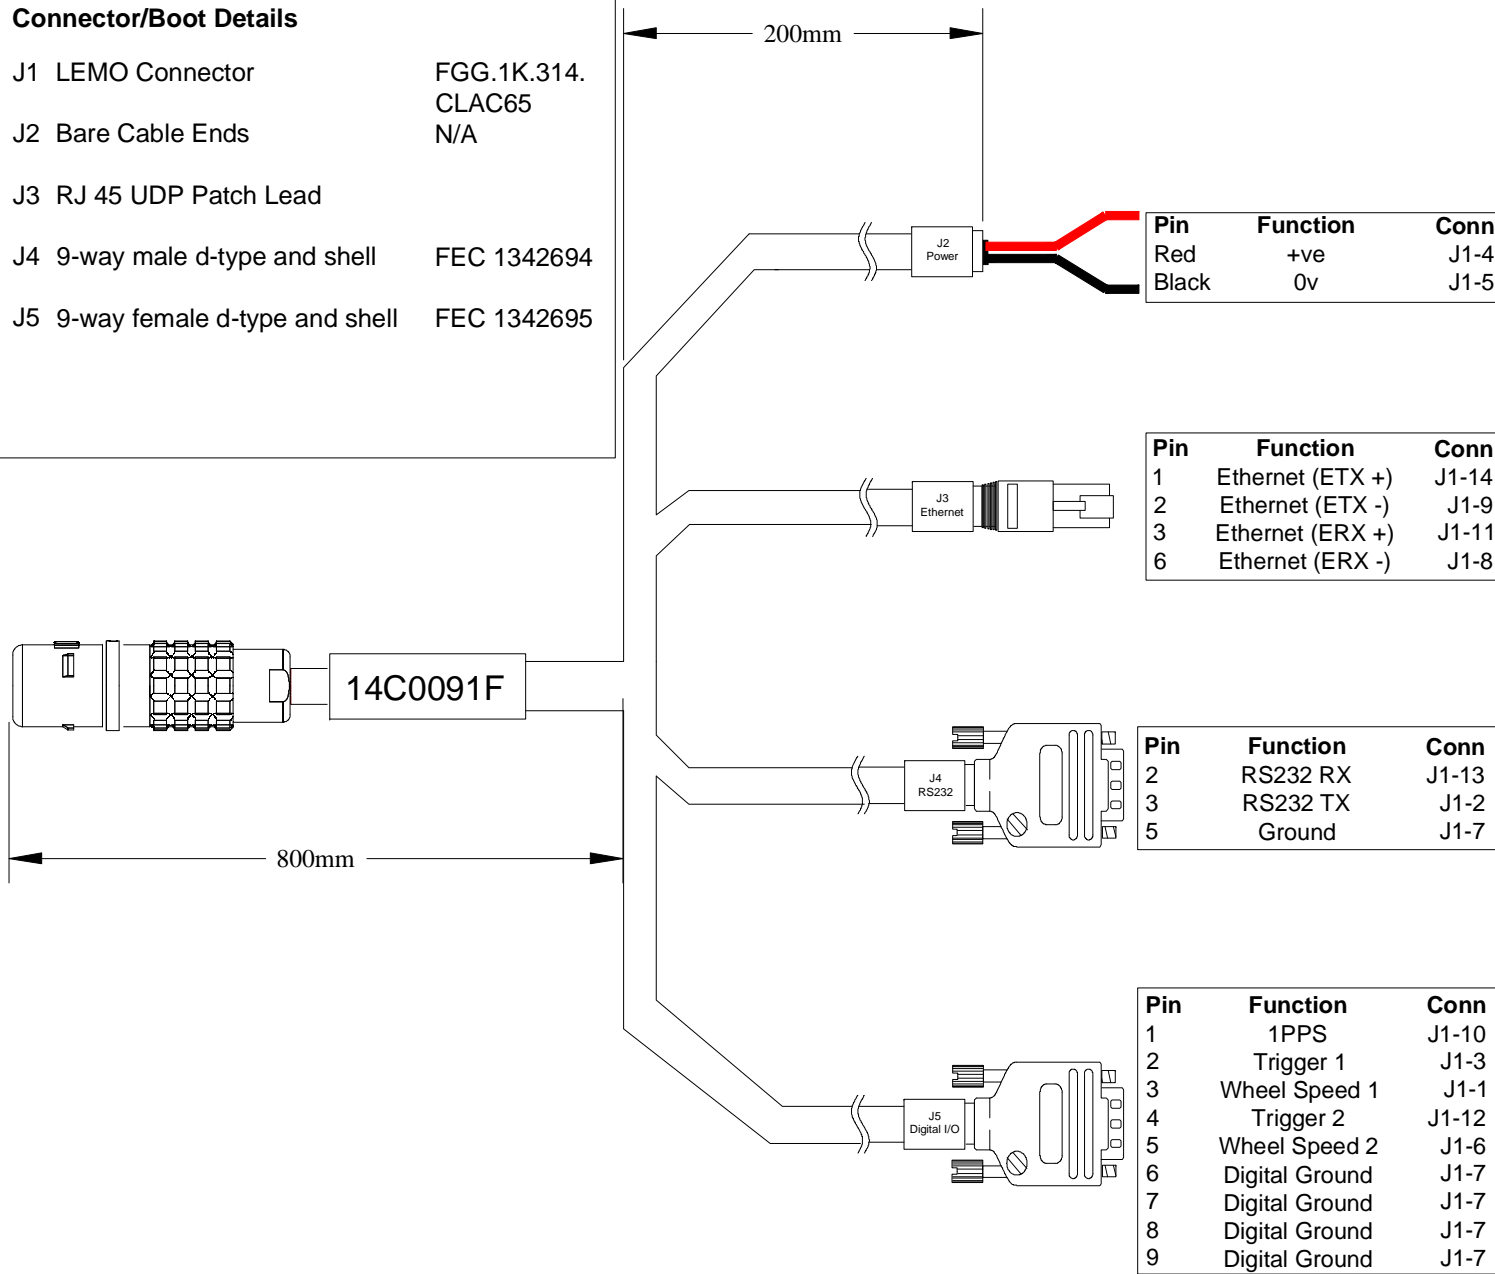 Connector/Boot Details
J1 LEMO Connector FGG.1K.314.
CLAC65
J2 Bare Cable Ends N/A
J3 RJ 45 UDP Patch Lead
J4 9-way male d-type and shell FEC 1342694
J5 9-way female d-type and shell FEC 1342695
200mm
J2
Power
Pin Function Conn
Red +ve J1-4
Black 0v J1-5
J3
Ethernet
Pin Function Conn
1 Ethernet (ETX +) J1-14
2 Ethernet (ETX -) J1-9
3 Ethernet (ERX +) J1-11
6 Ethernet (ERX -) J1-8
14C0091F
800mm
J4
RS232
Pin Function Conn
2 RS232 RX J1-13
3 RS232 TX J1-2
5 Ground J1-7
J5
Digital I/O
Pin Function Conn
1 1PPS J1-10
2 Trigger 1 J1-3
3 Wheel Speed 1 J1-1
4 Trigger 2 J1-12
5 Wheel Speed 2 J1-6
6 Digital Ground J1-7
7 Digital Ground J1-7
8 Digital Ground J1-7
9 Digital Ground J1-7